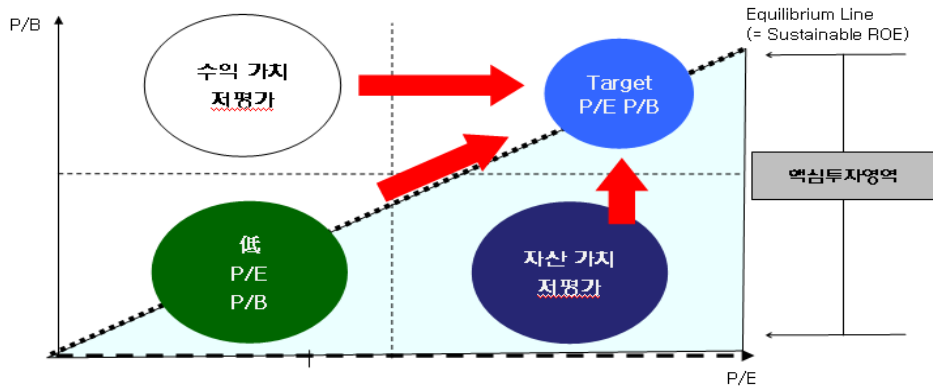 P/B
Equilibrium Line
(= Sustainable ROE)
수익 가치
저평가
Target
P/E P/B
핵심투자영역
低
P/E
P/B
자산 가치
저평가
P/E